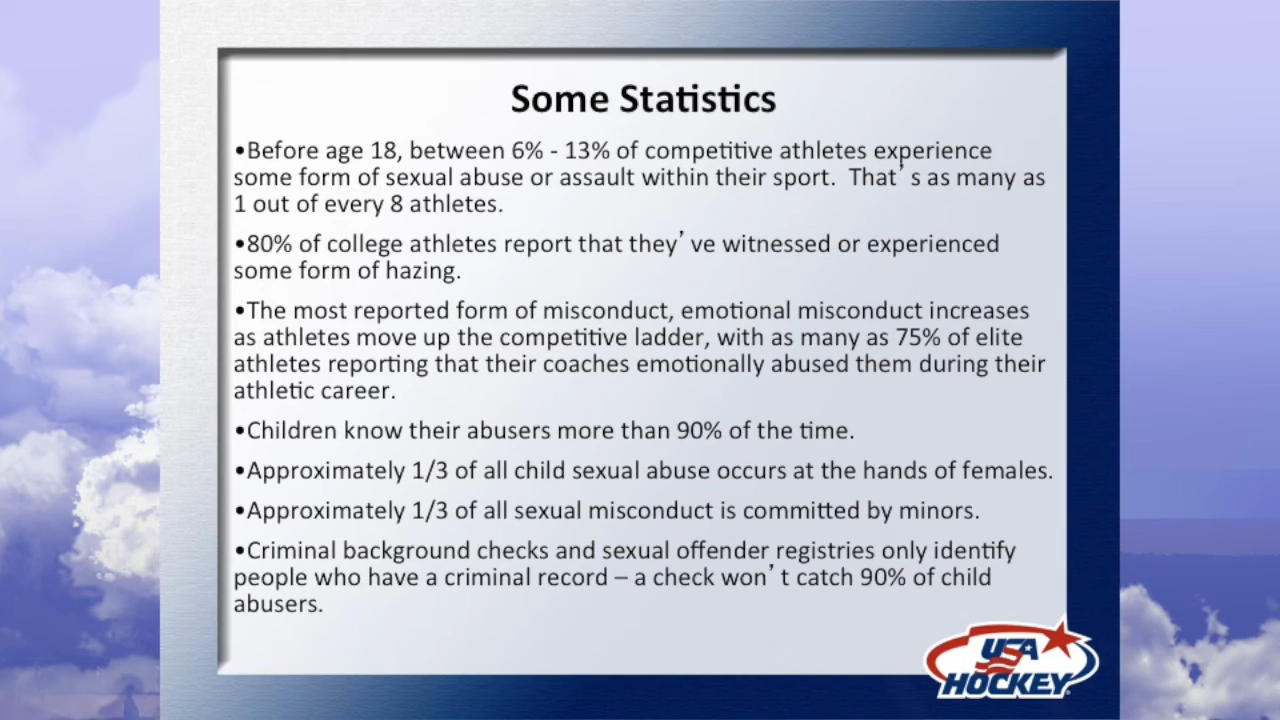 Some Statistics
•Before age 18, between 6% - 13% of competitive athletes experience
some form of sexual abuse or assault within their sport.  That’s as many as
1 out of every 8 athletes.
•80% of college athletes report that they’ve witnessed or experienced
some form of hazing.
•The most reported form of misconduct, emotional misconduct increases
as athletes move up the competitive ladder, with as many as 75% of elite
athletes reporting that their coaches emotionally abused them during their
athletic career.
•Children know their abusers more than 90% of the time.
•Approximately 1/3 of all child sexual abuse occurs at the hands of females.
•Approximately 1/3 of all sexual misconduct is committed by minors.
•Criminal background checks and sexual offender registries only identify
people who have a criminal record – a check won’t catch 90% of child
abusers.
USA
HOCKEY